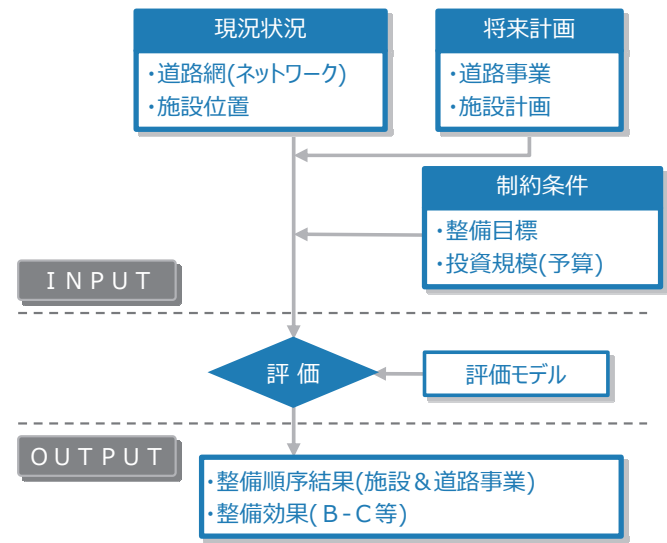 現況状況
・道路網(ネットワーク)
・施設位置
将来計画
・道路事業
・施設計画
制約条件
・整備目標
・投資規模(予算)
ＩＮＰＵＴ
評 価
評価モデル
ＯＵＴＰＵＴ
・整備順序結果(施設＆道路事業)
・整備効果(Ｂ-Ｃ等)